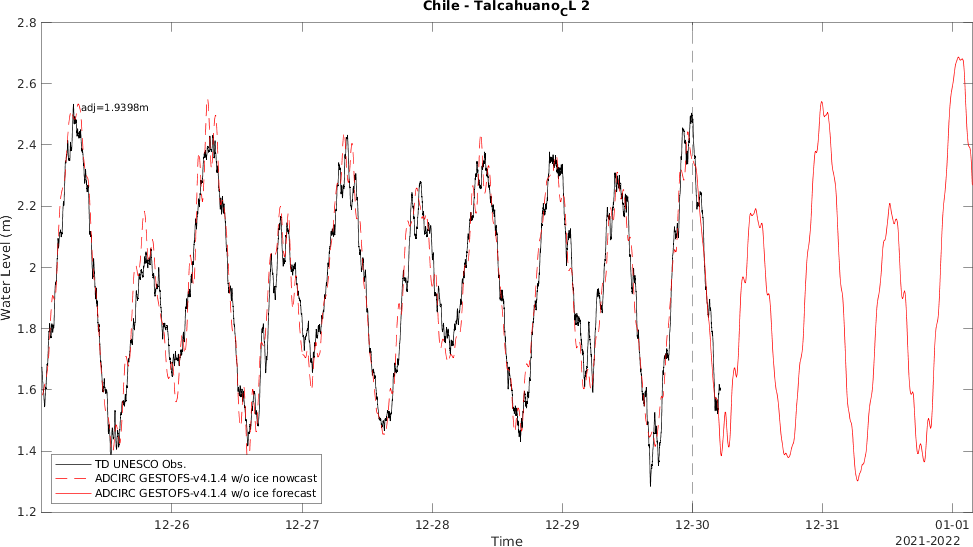 Chile - TalcahuanoCL 2
2.8
2.6
2.4
2.2
2
1.8
1.6
1.4
1.2
Water Level (m)
adj=1.9398m
TD UNESCO Obs.
ADCIRC GESTOFS-v4.1.4 w/o ice nowcast
ADCIRC GESTOFS-v4.1.4 w/o ice forecast
12-26 12-27 12-28 12-29 12-30 12-31 01-01
Time
2021-2022